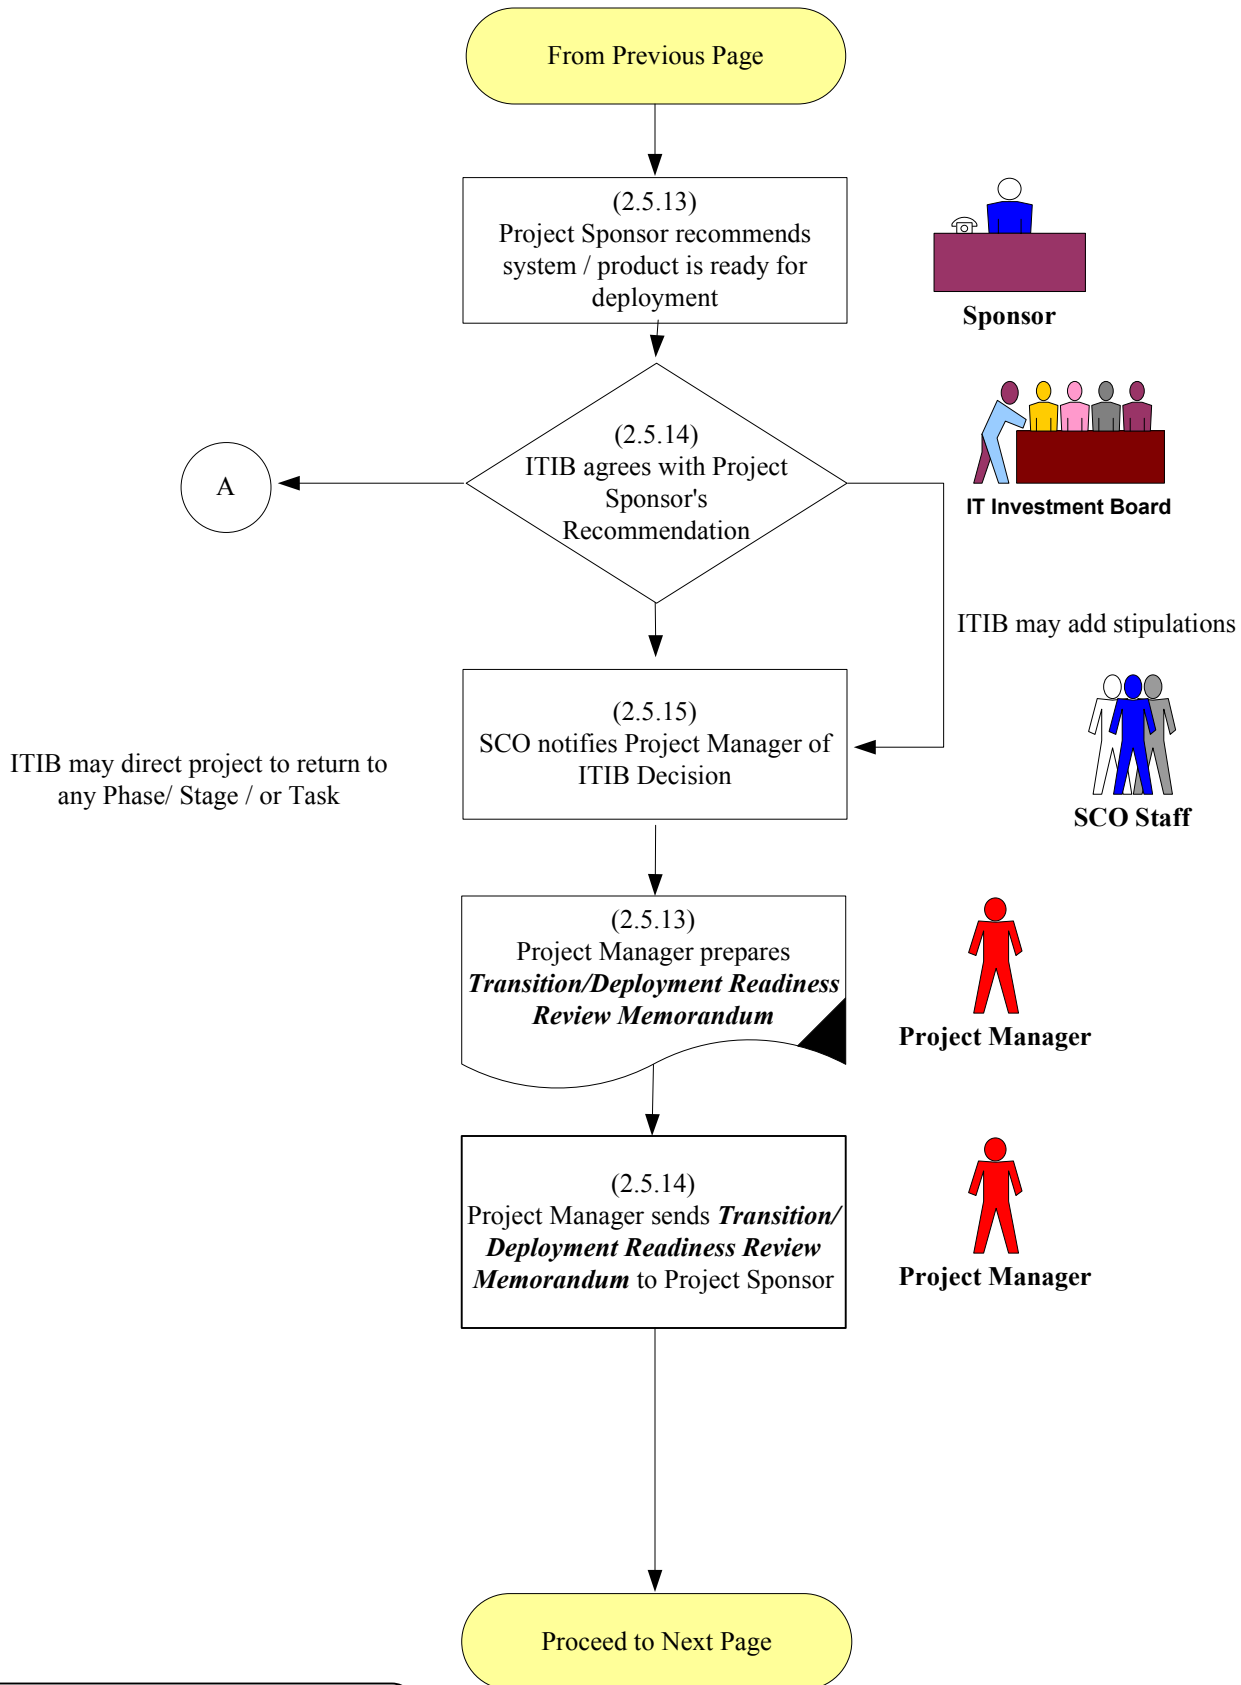 From Previous Page
(2.5.13)
Project Sponsor recommends
system / product is ready for
deployment
Sponsor
(2.5.14)
ITIB agrees with Project
Sponsor's
Recommendation
A
IT Investment Board
ITIB may add stipulations
(2.5.15)
SCO notifies Project Manager of
ITIB Decision
ITIB may direct project to return to
any Phase/ Stage / or Task
SCO Staff
(2.5.13)
Project Manager prepares
Transition/Deployment Readiness
Review Memorandum
Project Manager
(2.5.14)
Project Manager sends Transition/
Deployment Readiness Review
Memorandum to Project Sponsor
Project Manager
Proceed to Next Page